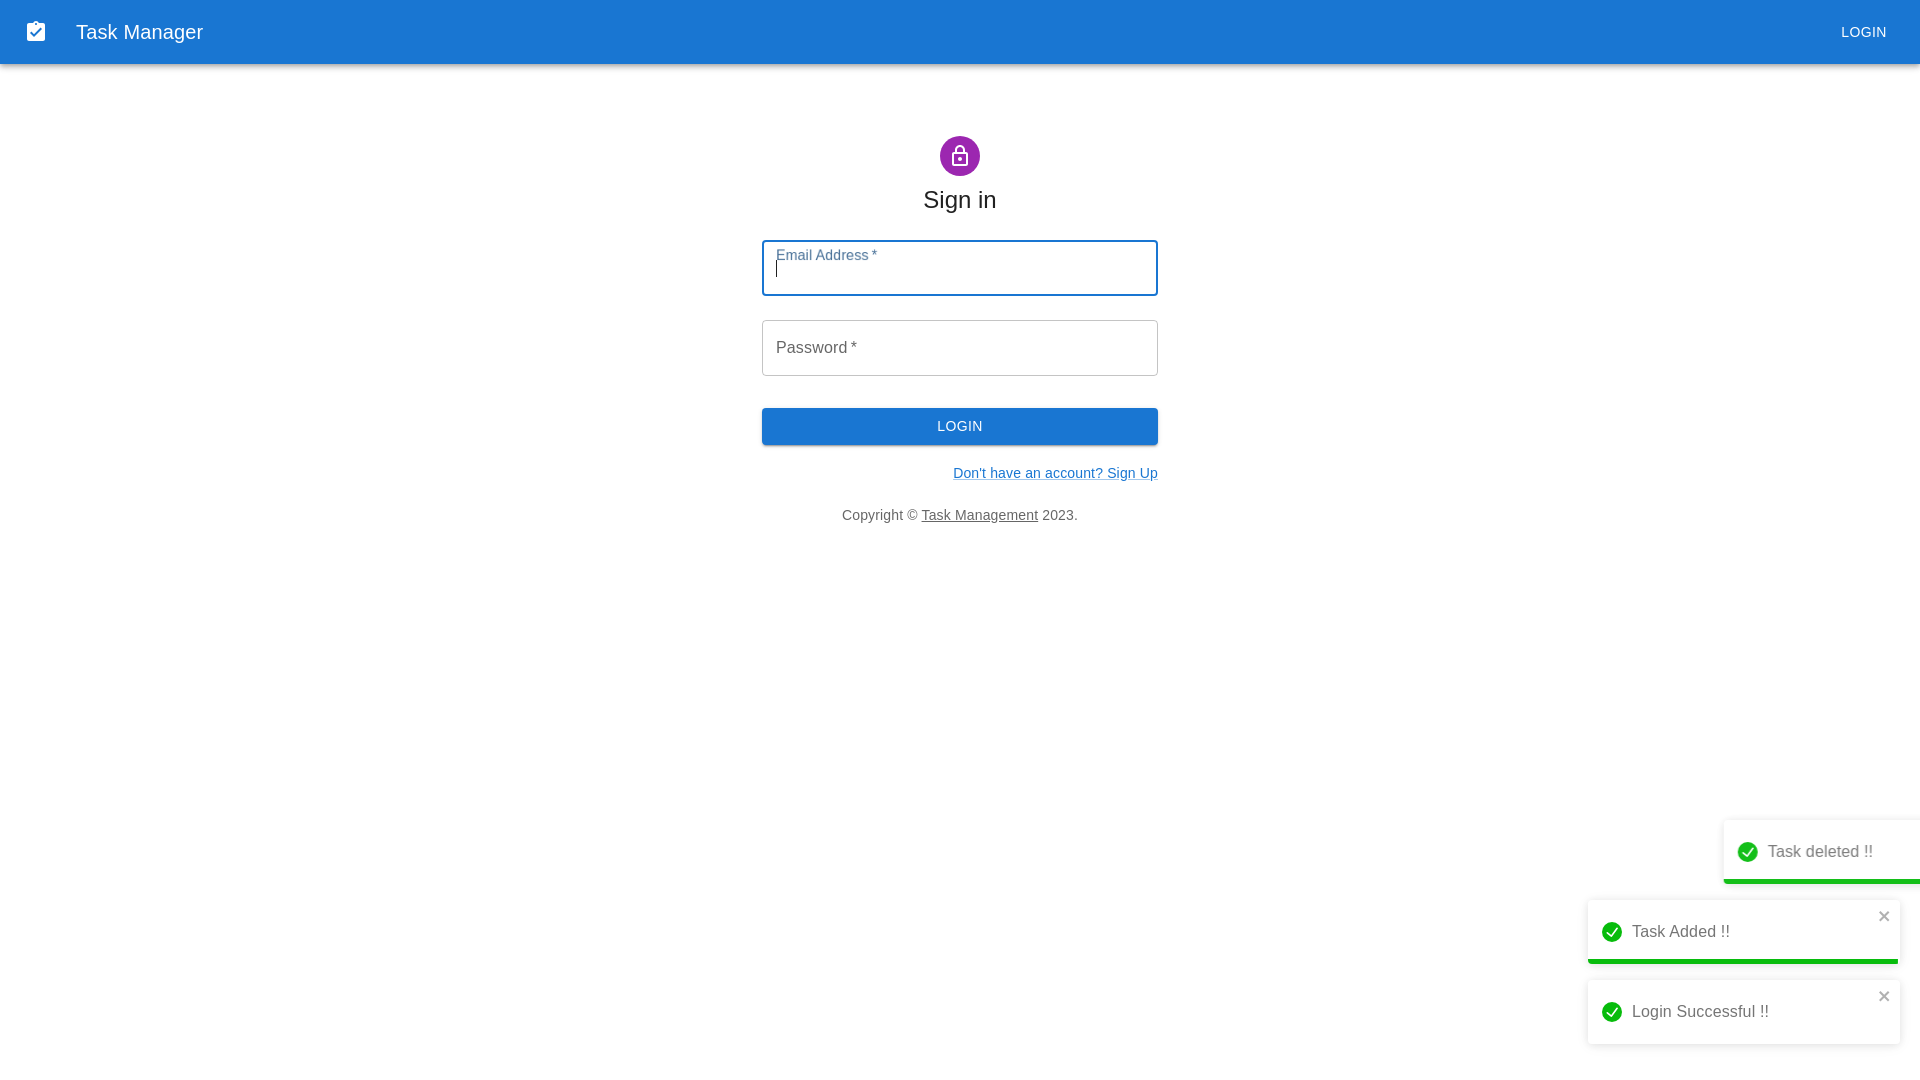 Task Manager
LOGIN
Sign in
Email Address *
Password *
LOGIN
Don't have an account? Sign Up
Copyright © Task Management 2023.
Task deleted !!
Task Added !!
Login Successful !!